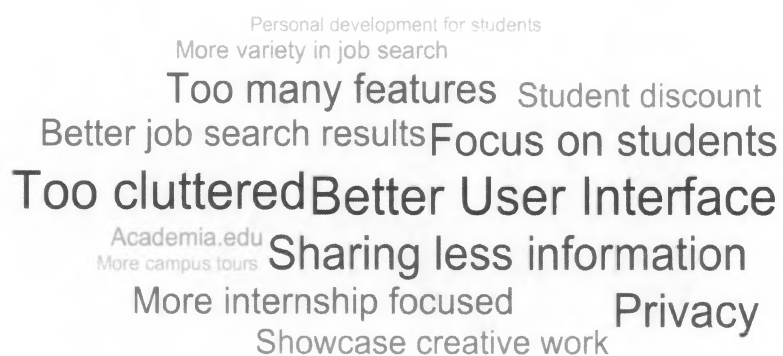 Personal development for students
More variety in job search
Too many features Student discount
Better job search results Focus on students
Too cluttered Better User Interface
Academia.edu
More campus tours Sharing less information
More internship focused Privacy
Showcase creative work